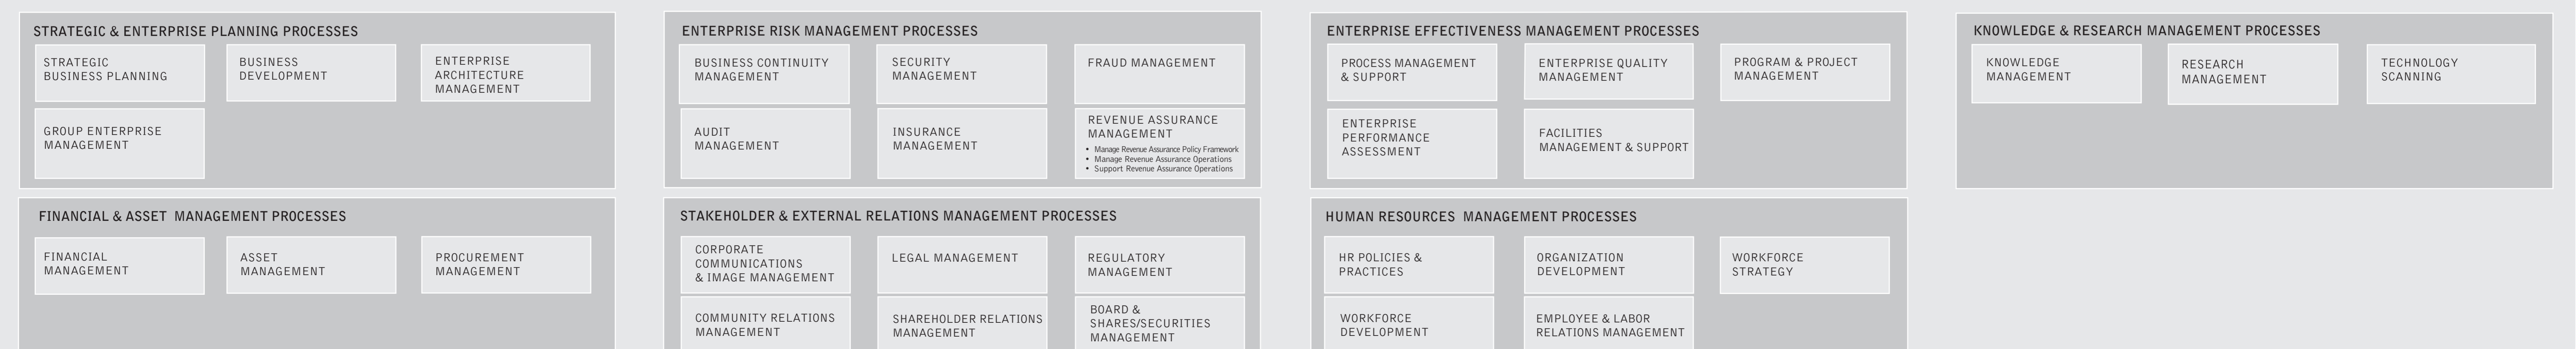 STRATEGIC & ENTERPRISE PLANNING PROCESSES
STRATEGIC
BUSINESS PLANNING
BUSINESS
DEVELOPMENT
ENTERPRISE
ARCHITECTURE
MANAGEMENT
GROUP ENTERPRISE
MANAGEMENT
ENTERPRISE RISK MANAGEMENT PROCESSES
BUSINESS CONTINUITY
MANAGEMENT
SECURITY
MANAGEMENT
FRAUD MANAGEMENT
AUDIT
MANAGEMENT
INSURANCE
MANAGEMENT
REVENUE ASSURANCE
MANAGEMENT
• Manage Revenue Assurance Policy Framework
• Manage Revenue Assurance Operations
• Support Revenue Assurance Operations
ENTERPRISE EFFECTIVENESS MANAGEMENT PROCESSES
PROCESS MANAGEMENT
& SUPPORT
ENTERPRISE QUALITY
MANAGEMENT
PROGRAM & PROJECT
MANAGEMENT
ENTERPRISE
PERFORMANCE
ASSESSMENT
FACILITIES
MANAGEMENT & SUPPORT
KNOWLEDGE & RESEARCH MANAGEMENT PROCESSES
KNOWLEDGE
MANAGEMENT
RESEARCH
MANAGEMENT
TECHNOLOGY
SCANNING
FINANCIAL & ASSET MANAGEMENT PROCESSES
FINANCIAL
MANAGEMENT
ASSET
MANAGEMENT
PROCUREMENT
MANAGEMENT
STAKEHOLDER & EXTERNAL RELATIONS MANAGEMENT PROCESSES
CORPORATE
COMMUNICATIONS
& IMAGE MANAGEMENT
LEGAL MANAGEMENT
REGULATORY
MANAGEMENT
COMMUNITY RELATIONS
MANAGEMENT
SHAREHOLDER RELATIONS
MANAGEMENT
BOARD &
SHARES/SECURITIES
MANAGEMENT
HUMAN RESOURCES MANAGEMENT PROCESSES
HR POLICIES &
PRACTICES
ORGANIZATION
DEVELOPMENT
WORKFORCE
STRATEGY
WORKFORCE
DEVELOPMENT
EMPLOYEE & LABOR
RELATIONS MANAGEMENT